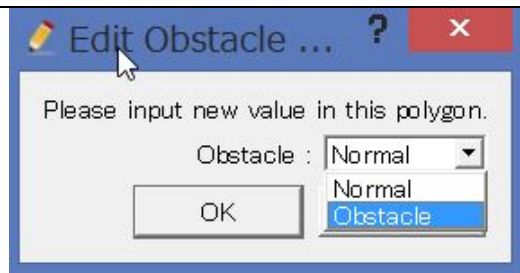 Edit Obstacle ... ?
Please input new value in this polygon.
Obstacle : Normal
Normal
Obstacle
OK